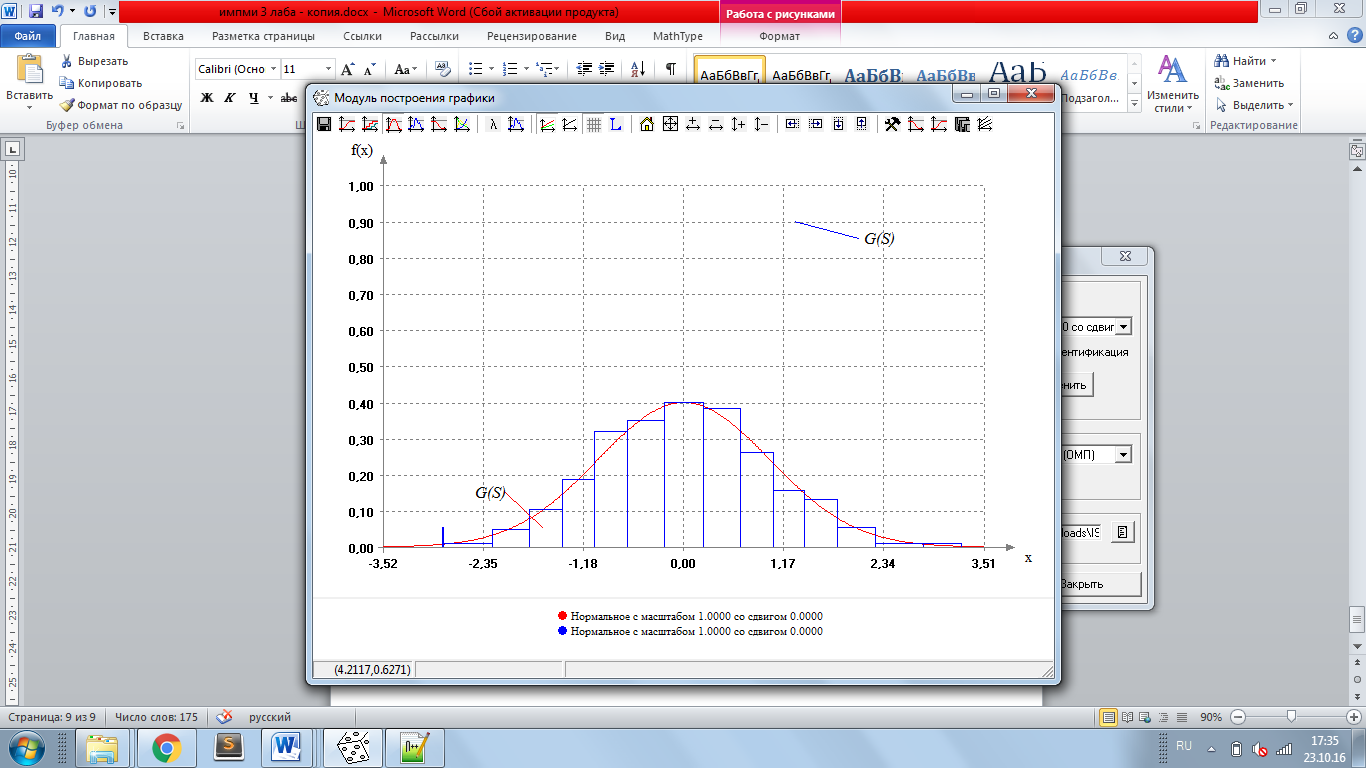 импми 3 лаба - копия.docx - Microsoft Word (Сбой активации продукта)
Работа с рисунками
Файл Главная Вставка Разметка страницы Ссылки Рассылки Рецензирование Вид MathType Формат
Вставить
Вырезать
Копировать
Формат по образцу
Буфер обмена
Calibri (Осно 11
Ж К Ч abc
Aa
АаБбВвГг, АаБбВвГг, АаБбВ АаБбВв АаБ АаБбВв.
Подзагол...
Изменить
стили
Найти
Заменить
Выделить
Редактирование
Модуль построения графики
λ L
f(x)
1,00
0,90
0,80
0,70
0,60
0,50
0,40
0,30
0,20
0,10
0,00
G(S)
G(S)
-3,52 -2,35 -1,18 0,00 1,17 2,34 3,51
x
Нормальное с масштабом 1.0000 со сдвигом 0.0000
Нормальное с масштабом 1.0000 со сдвигом 0.0000
(4.2117,0.6271)
0 со сдвиг
ентификация
нить
(ОМП)
loads\IS
Закрыть
Страница: 9 из 9 Число слов: 175 русский 90%
RU 17:35
23.10.16